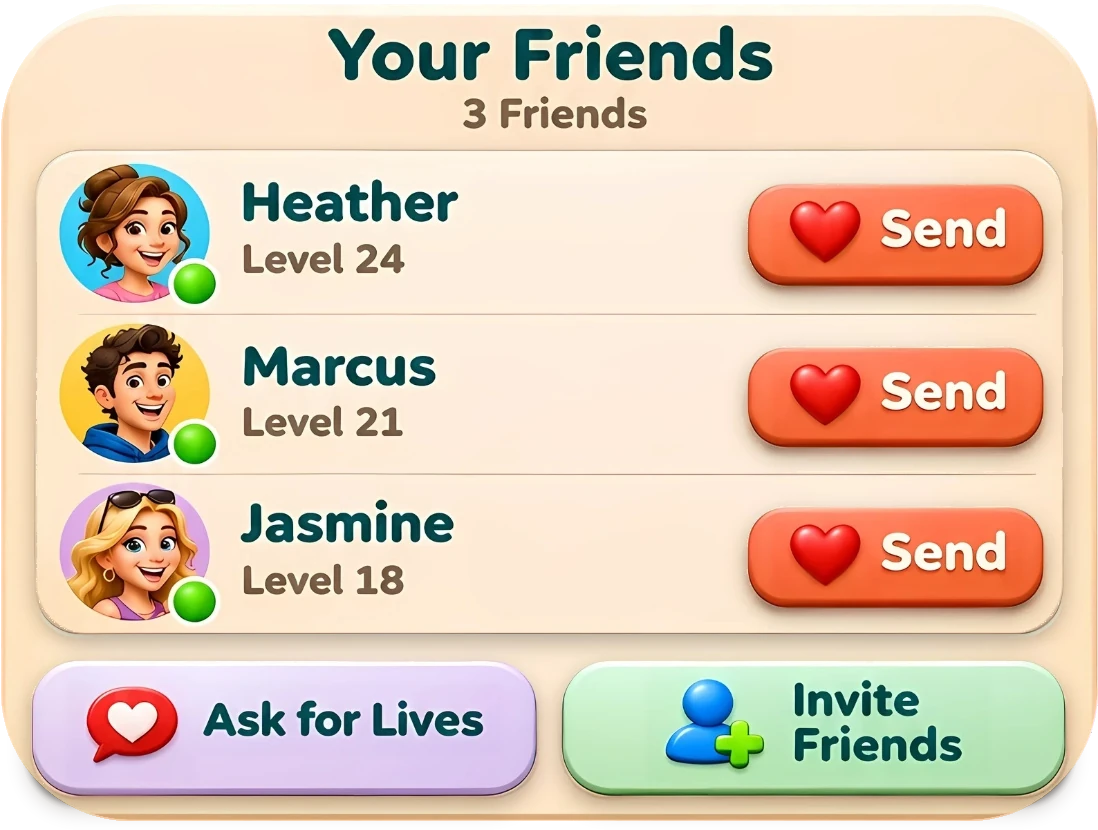 Your Friends
3 Friends
Heather
Level 24
Send
Marcus
Level 21
Send
Jasmine
Level 18
Send
Ask for Lives
Invite
Friends